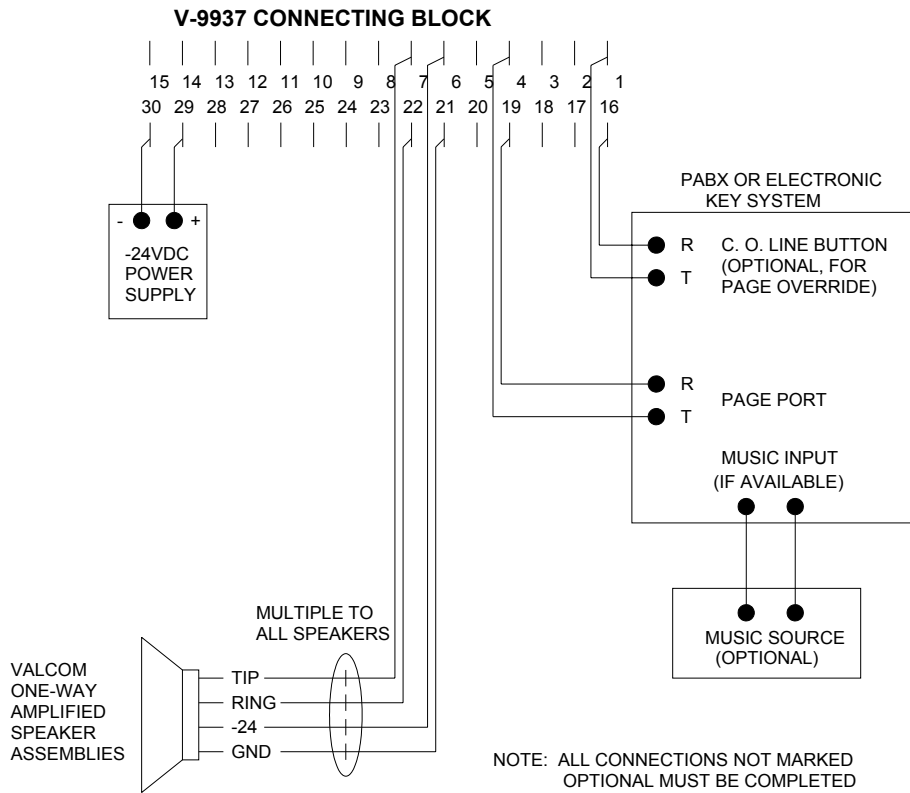 V-9937 CONNECTING BLOCK
15 14 13 12 11 10 9 8 7 6 5 4 3 2 1
30 29 28 27 26 25 24 23 22 21 20 19 18 17 16
- +
-24VDC
POWER
SUPPLY
PABX OR ELECTRONIC
KEY SYSTEM
R
T
C. O. LINE BUTTON
(OPTIONAL, FOR
PAGE OVERRIDE)
R
T
PAGE PORT
MUSIC INPUT
(IF AVAILABLE)
MUSIC SOURCE
(OPTIONAL)
MULTIPLE TO
ALL SPEAKERS
VALCOM
ONE-WAY
AMPLIFIED
SPEAKER
ASSEMBLIES
TIP
RING
-24
GND
NOTE: ALL CONNECTIONS NOT MARKED
OPTIONAL MUST BE COMPLETED